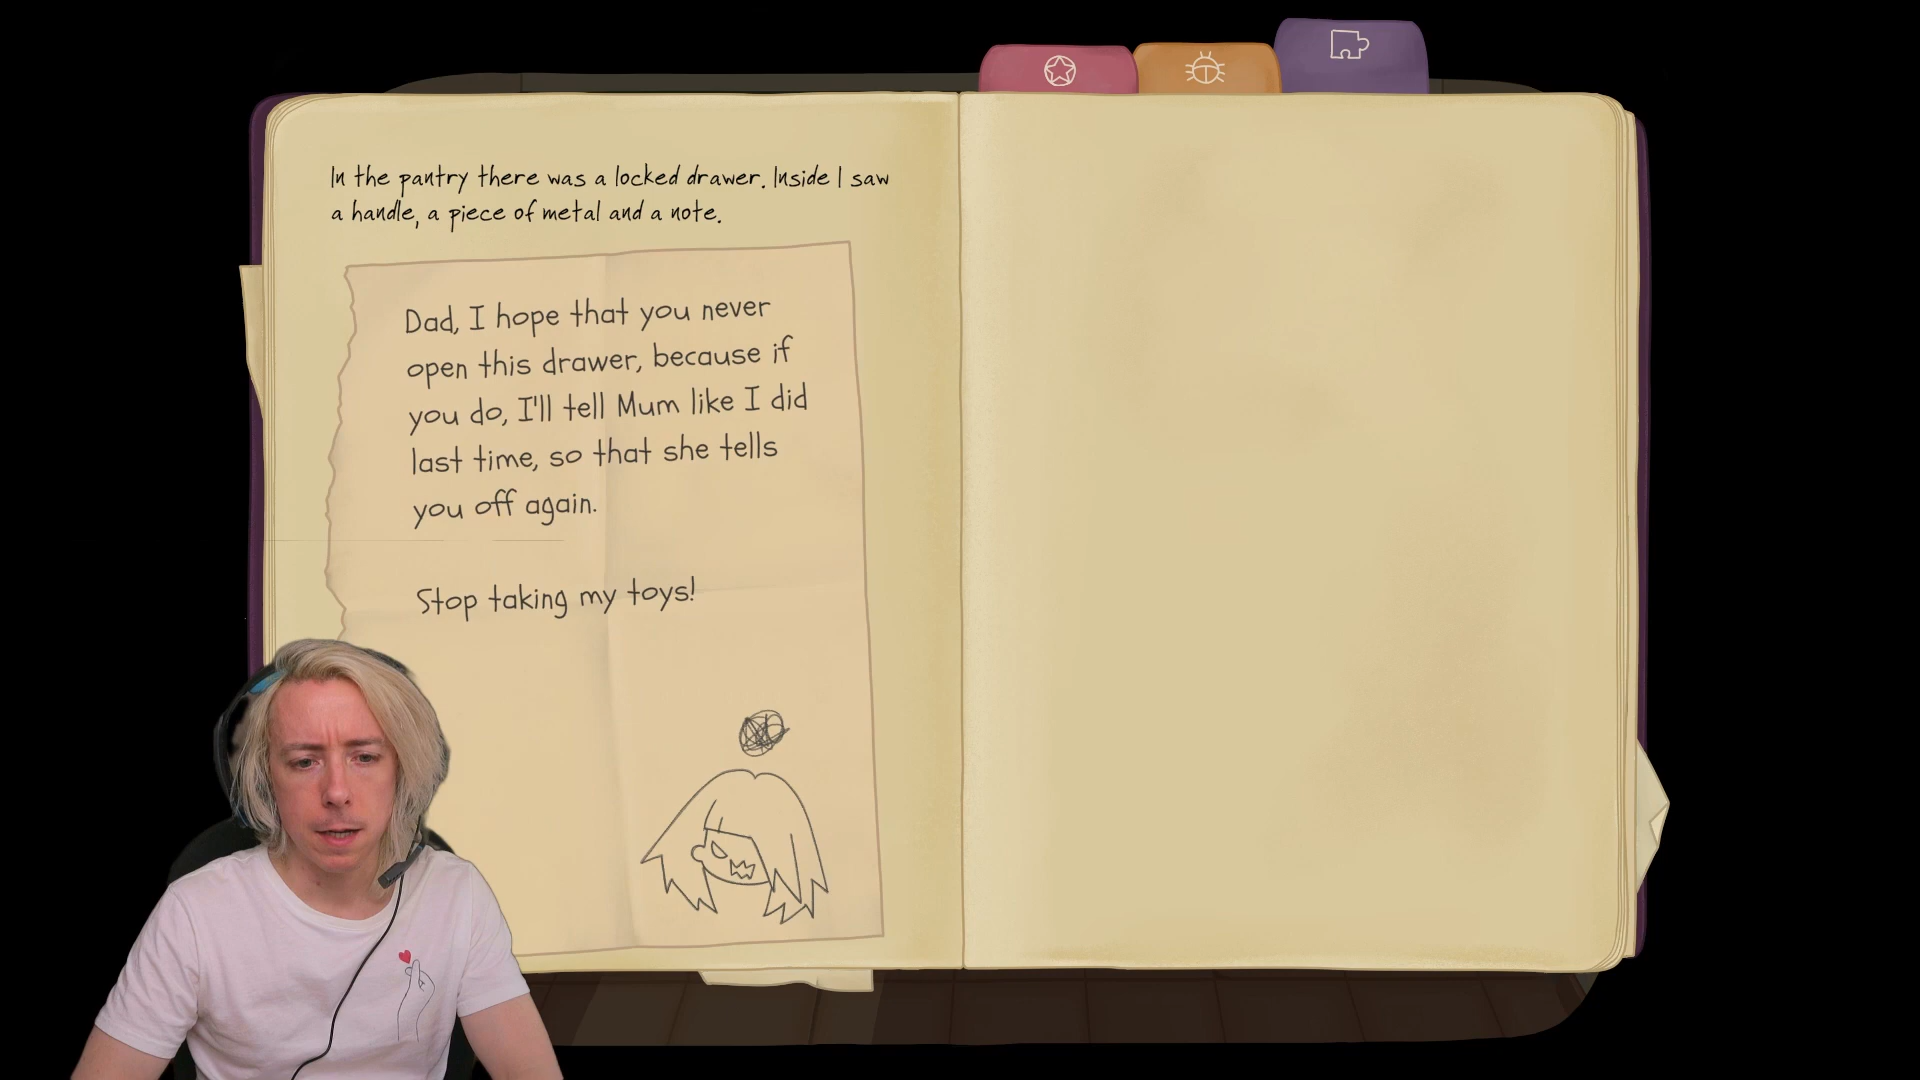 In the pantry there was a locked drawer. Inside I saw
a handle, a piece of metal and a note.
Dad, I hope that you never
open this drawer, because if
you do, I'll tell Mum like I did
last time, so that she tells
you off again.
Stop taking my toys!